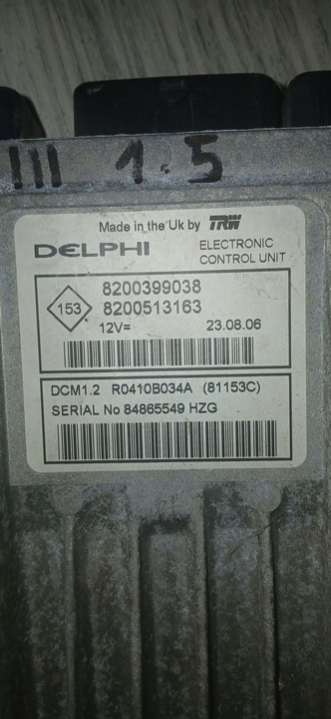 III 1.5
Made in the Uk by TRW
DELPHI ELECTRONIC CONTROL UNIT
153
8200399038
8200513163
12V= 23.08.06
DCM1.2 R0410B034A (81153C)
SERIAL No 84865549 HZG